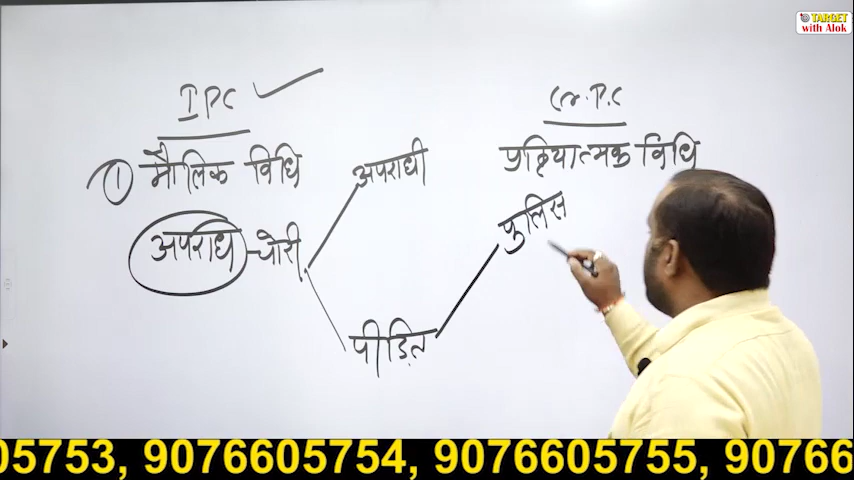 TARGET
with Alok
IPC Cr.P.C
① मौलिक विधि अपराधी प्रक्रियात्मक विधि
अपराध - चोरी पुलिस
पीड़ित
05753, 9076605754, 9076605755, 90766